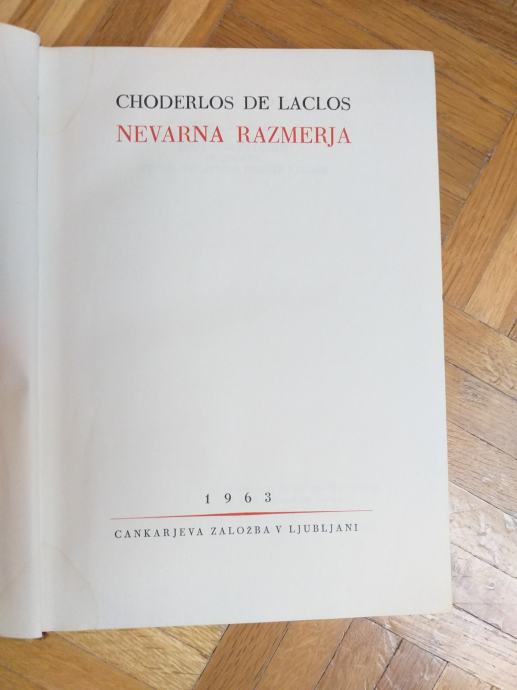 CHODERLOS DE LACLOS
NEVARNA RAZMERJA
1963
CANKARJEVA ZALOŽBA V LJUBLJANI